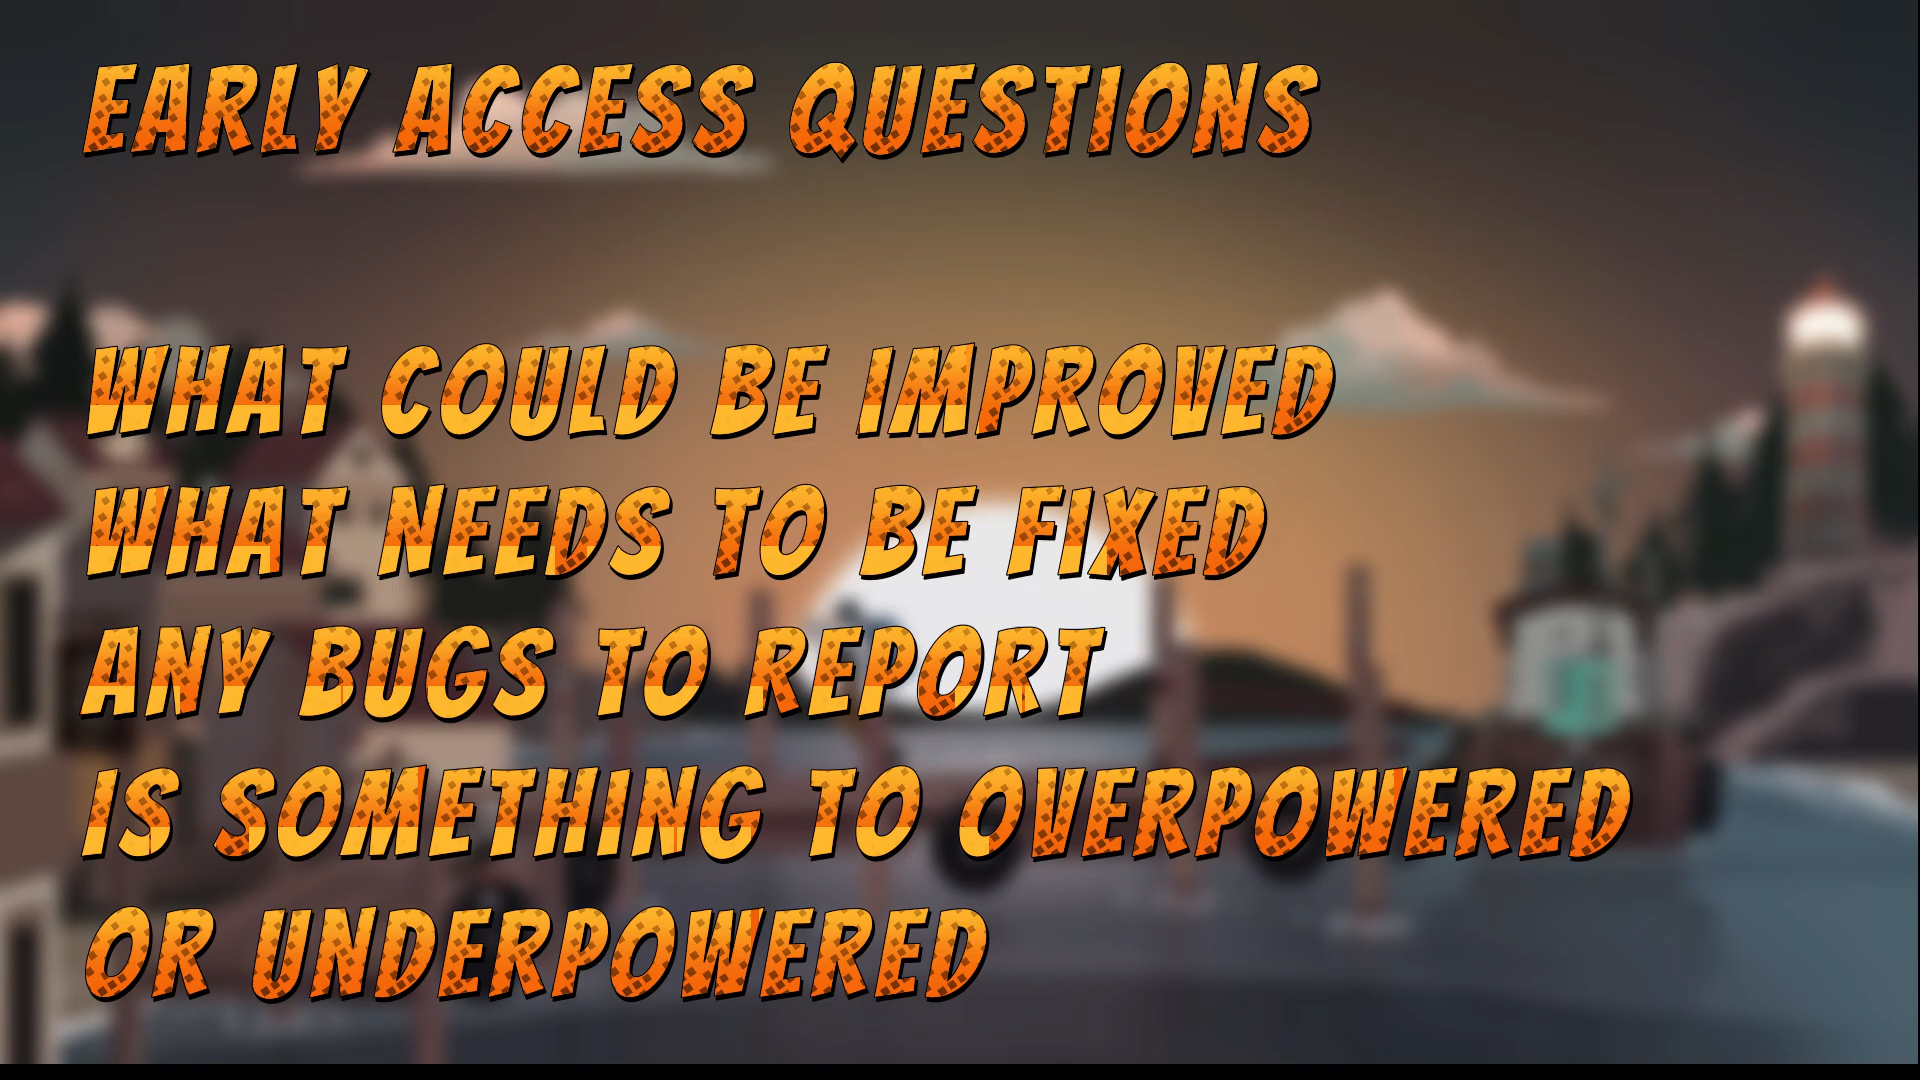 EARLY ACCESS QUESTIONS
WHAT COULD BE IMPROVED
WHAT NEEDS TO BE FIXED
ANY BUGS TO REPORT
IS SOMETHING TO OVERPOWERED
OR UNDERPOWERED